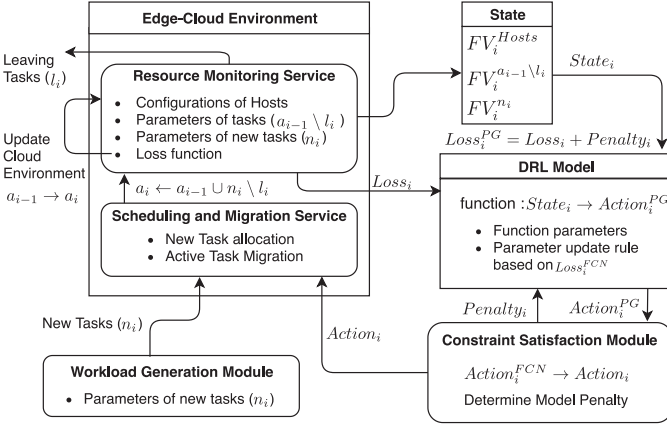 Edge-Cloud Environment
State
Leaving
Tasks (l_i)
Resource Monitoring Service
• Configurations of Hosts
• Parameters of tasks (a_{i-1} \ l_i)
• Parameters of new tasks (n_i)
• Loss function
FV_i^{Hosts}
FV_i^{a_{i-1}\l_i}
FV_i^{n_i}
State_i
Update
Cloud
Environment
a_{i-1} → a_i
Loss_i^{PG} = Loss_i + Penalty_i
a_i ← a_{i-1} ∪ n_i \ l_i
Loss_i
DRL Model
function : State_i → Action_i^{PG}
• Function parameters
• Parameter update rule
based on Loss_i^{FCN}
Scheduling and Migration Service
• New Task allocation
• Active Task Migration
New Tasks (n_i)
Action_i
Penalty_i
Action_i^{PG}
Constraint Satisfaction Module
Action_i^{FCN} → Action_i
Determine Model Penalty
Workload Generation Module
• Parameters of new tasks (n_i)